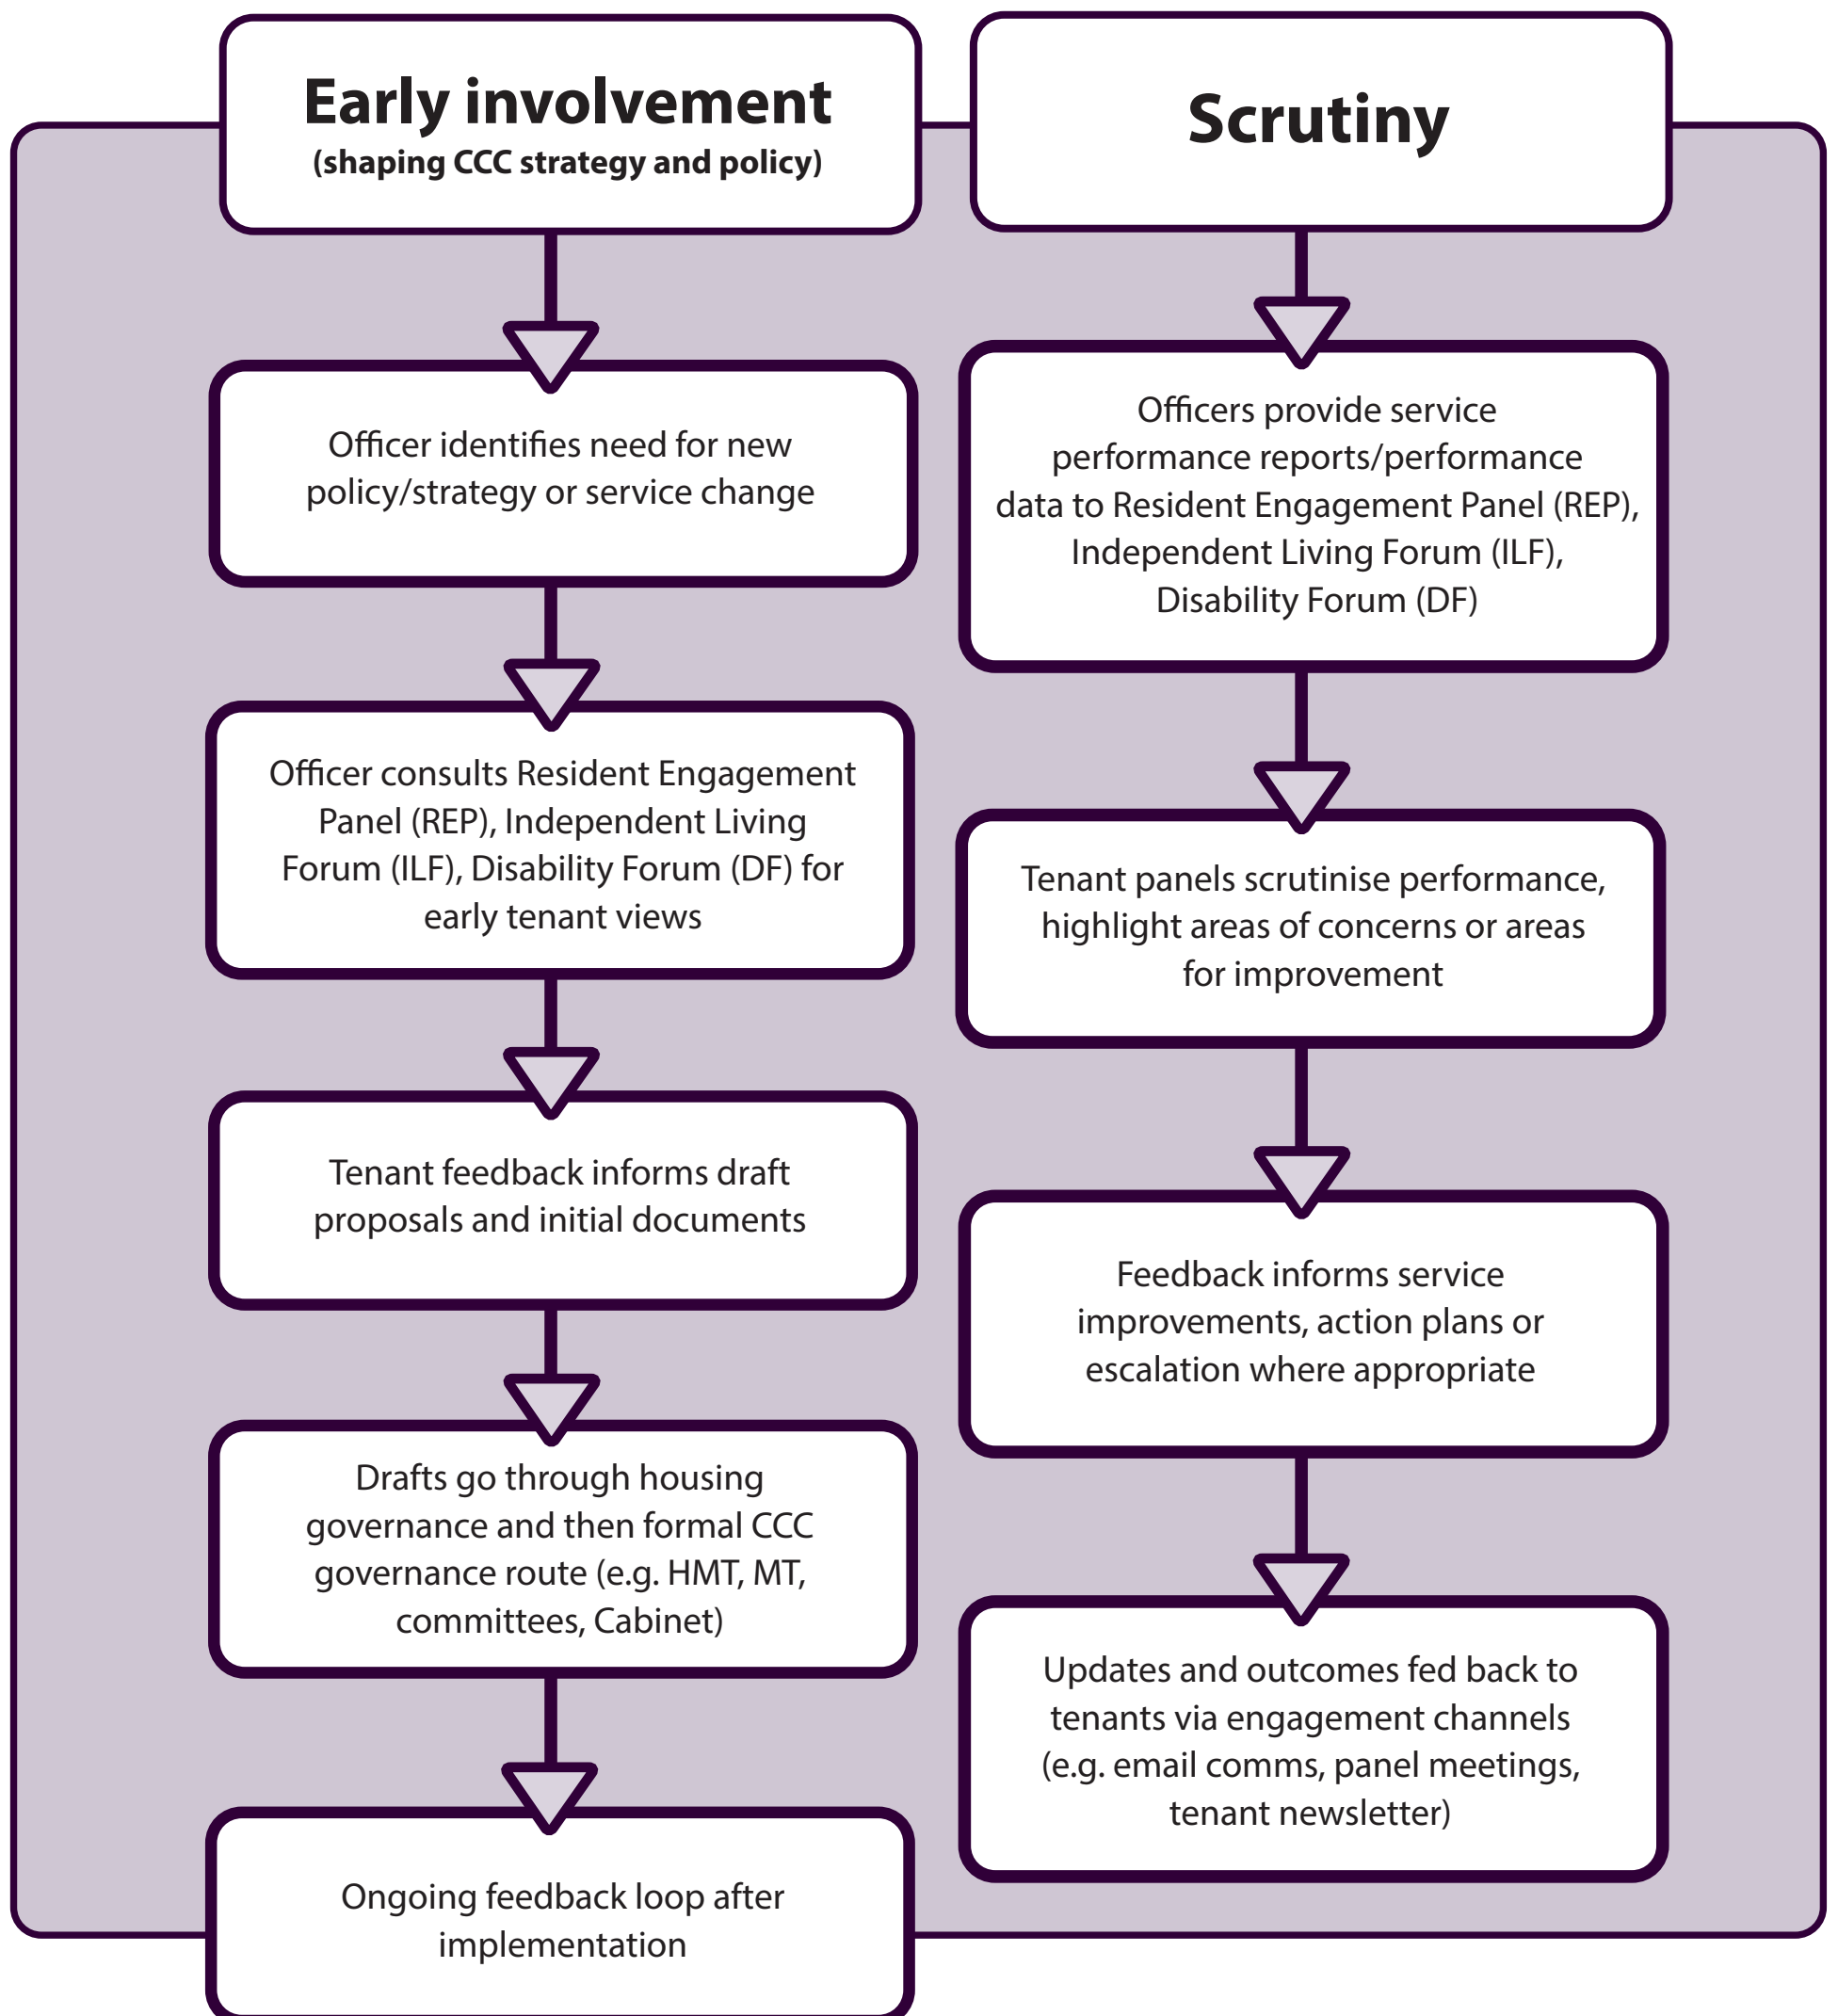 Early involvement
(shaping CCC strategy and policy)
Officer identifies need for new
policy/strategy or service change
Officer consults Resident Engagement
Panel (REP), Independent Living
Forum (ILF), Disability Forum (DF) for
early tenant views
Tenant feedback informs draft
proposals and initial documents
Drafts go through housing
governance and then formal CCC
governance route (e.g. HMT, MT,
committees, Cabinet)
Ongoing feedback loop after
implementation
Scrutiny
Officers provide service
performance reports/performance
data to Resident Engagement Panel (REP),
Independent Living Forum (ILF),
Disability Forum (DF)
Tenant panels scrutinise performance,
highlight areas of concerns or areas
for improvement
Feedback informs service
improvements, action plans or
escalation where appropriate
Updates and outcomes fed back to
tenants via engagement channels
(e.g. email comms, panel meetings,
tenant newsletter)